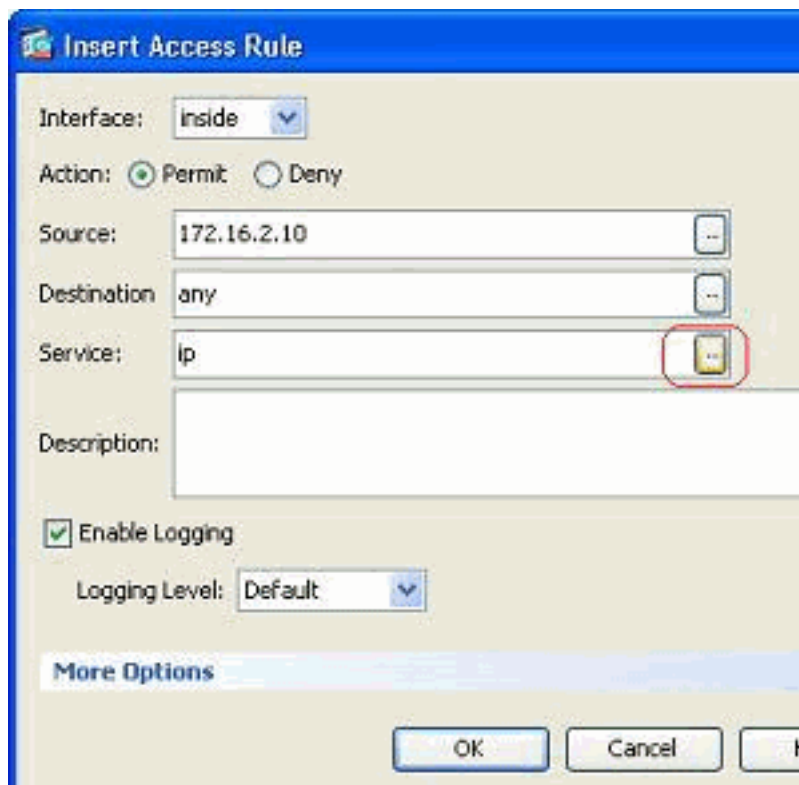 Insert Access Rule
Interface: inside
Action: Permit Deny
Source: 172.16.2.10 ...
Destination any ...
Service: ip ...
Description:
Enable Logging
Logging Level: Default
More Options
OK Cancel H